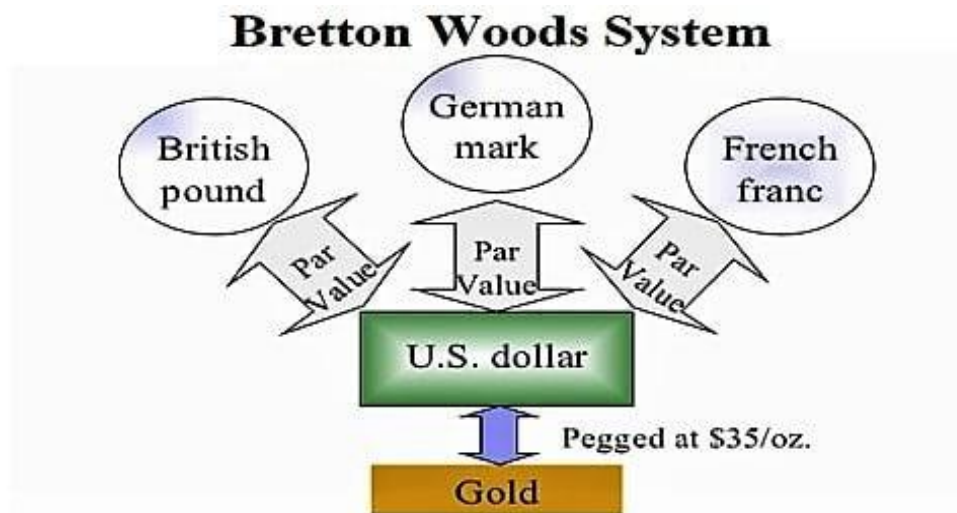 Bretton Woods System
British
pound
German
mark
French
franc
Par
Value
Par
Value
Par
Value
U.S. dollar
Pegged at $35/oz.
Gold